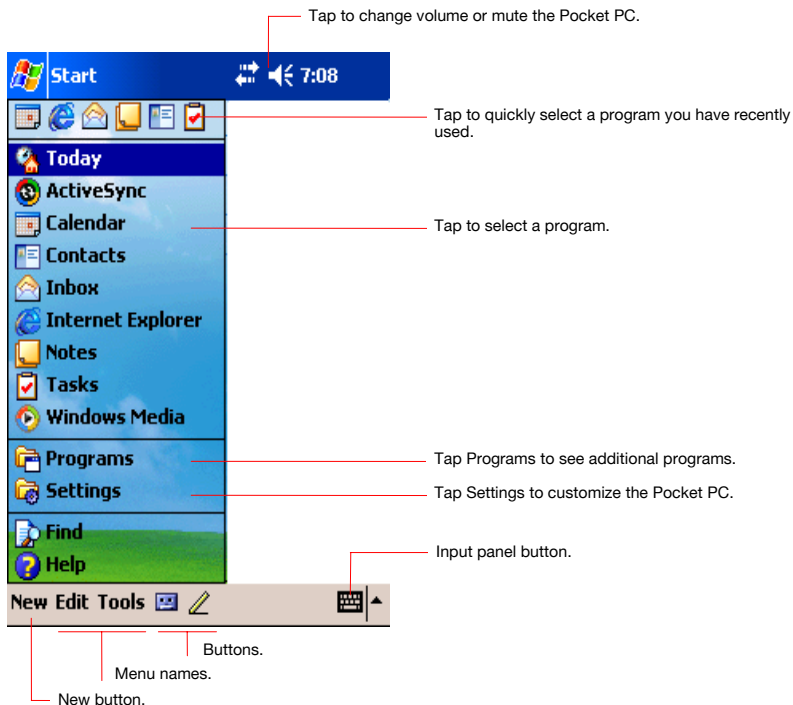 Tap to change volume or mute the Pocket PC.
Start 7:08
Tap to quickly select a program you have recently
used.
Today
ActiveSync
Calendar
Tap to select a program.
Contacts
Inbox
Internet Explorer
Notes
Tasks
Windows Media
Programs
Tap Programs to see additional programs.
Settings
Tap Settings to customize the Pocket PC.
Find
Help
Input panel button.
New Edit Tools
Buttons.
Menu names.
New button.